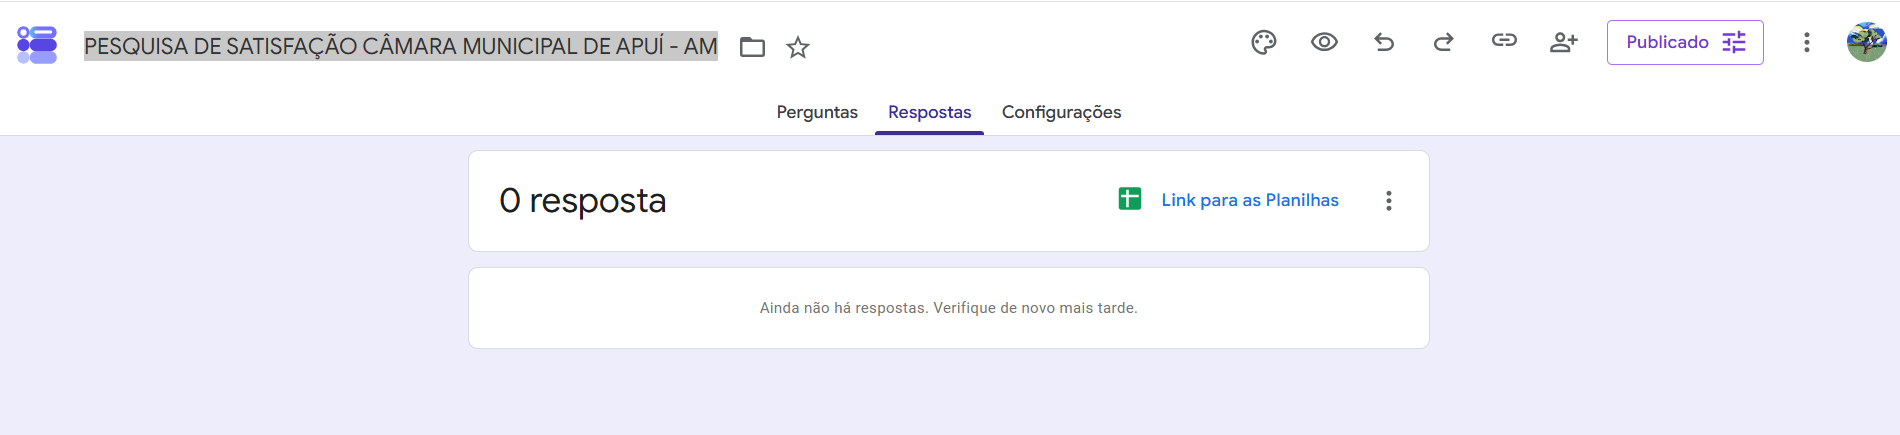 PESQUISA DE SATISFAÇÃO CÂMARA MUNICIPAL DE APUÍ - AM
Publicado
Perguntas Respostas Configurações
0 resposta
Link para as Planilhas
Ainda não há respostas. Verifique de novo mais tarde.